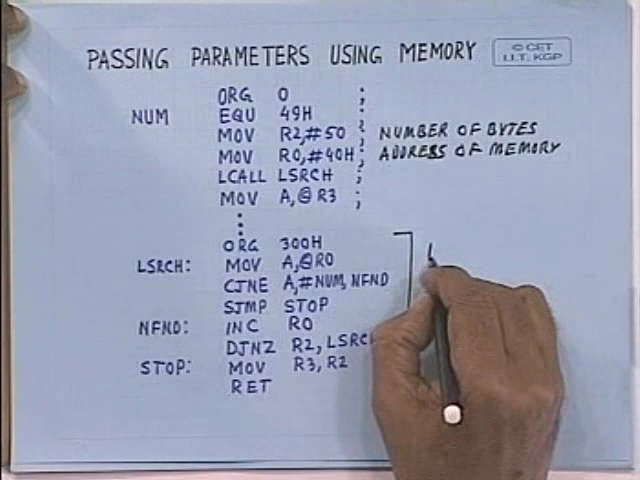 PASSING PARAMETERS USING MEMORY
© CET
I.I.T. KGP
ORG 0 ;
NUM EQU 49H ;
MOV R2,#50 ; NUMBER OF BYTES
MOV R0,#40H ; ADDRESS OF MEMORY
LCALL LSRCH ;
MOV A,@R3 ;
ORG 300H
LSRCH: MOV A,@R0
CJNE A,#NUM,NFND
SJMP STOP
NFND: INC R0
DJNZ R2,
STOP: MOV R3,R2
RET